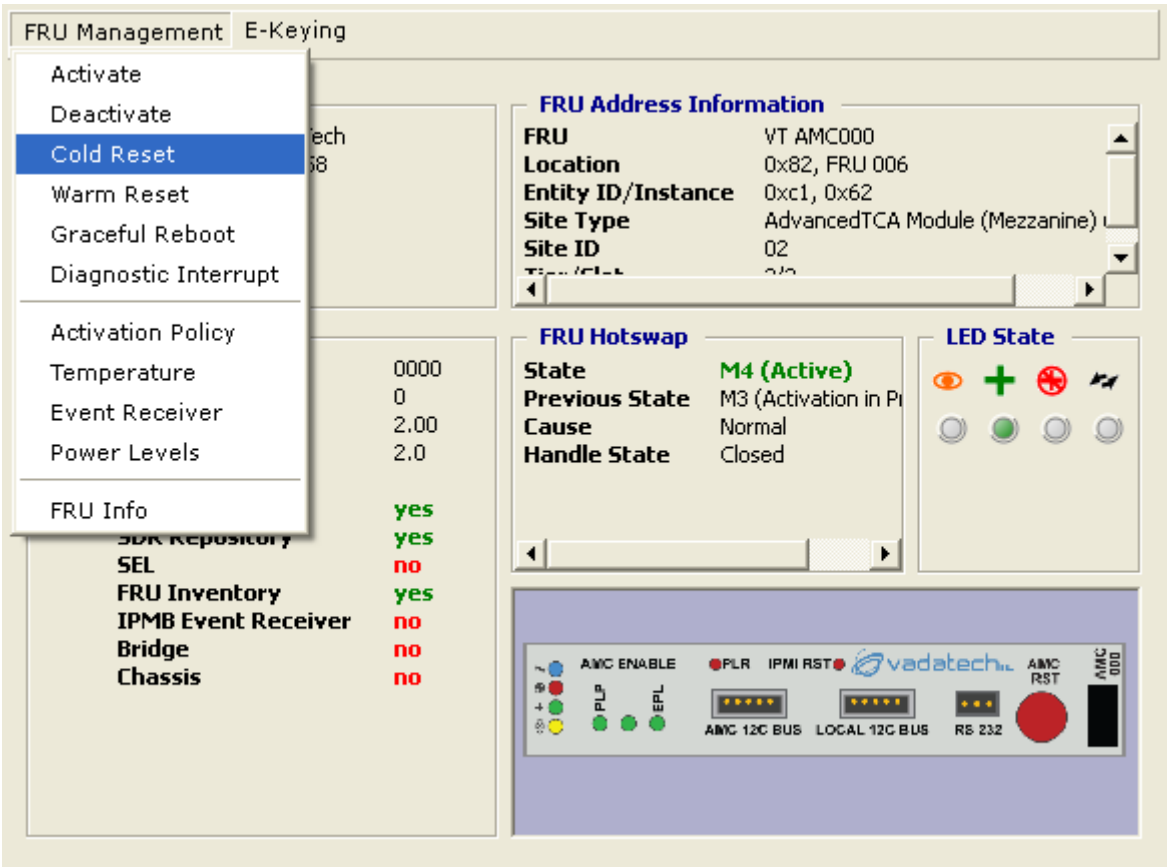 FRU Management E-Keying
Activate
Deactivate
Cold Reset
Warm Reset
Graceful Reboot
Diagnostic Interrupt
Activation Policy
Temperature
Event Receiver
Power Levels
FRU Info
FRU Address Information
FRU VT AMC000
Location 0x82, FRU 006
Entity ID/Instance 0xc1, 0x62
Site Type AdvancedTCA Module (Mezzanine)
Site ID 02
0000
0
2.00
2.0
yes
SDR Repository yes
SEL no
FRU Inventory yes
IPMB Event Receiver no
Bridge no
Chassis no
FRU Hotswap
State M4 (Active)
Previous State M3 (Activation in
Cause Normal
Handle State Closed
LED State
AMC ENABLE PLR IPMI RST vadatech AMC
RST
AMC
000
PLP EPL
AMC 12C BUS LOCAL 12C BUS RS 232